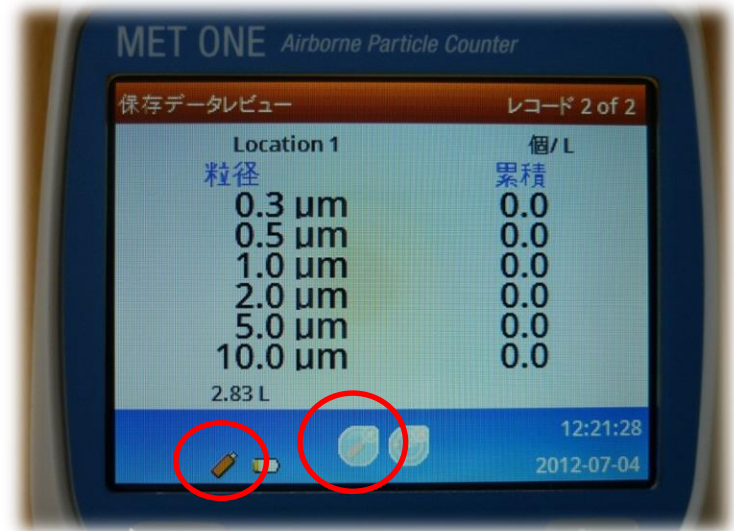 MET ONE Airborne Particle Counter
保存データレビュー レコード 2 of 2
Location 1 個/ L
粒径 累積
0.3 µm 0.0
0.5 µm 0.0
1.0 µm 0.0
2.0 µm 0.0
5.0 µm 0.0
10.0 µm 0.0
2.83 L
12:21:28
2012-07-04